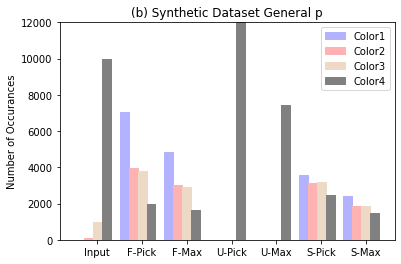 (b) Synthetic Dataset General p
Number of Occurances
12000
10000
8000
6000
4000
2000
0
Color1
Color2
Color3
Color4
Input F-Pick F-Max U-Pick U-Max S-Pick S-Max